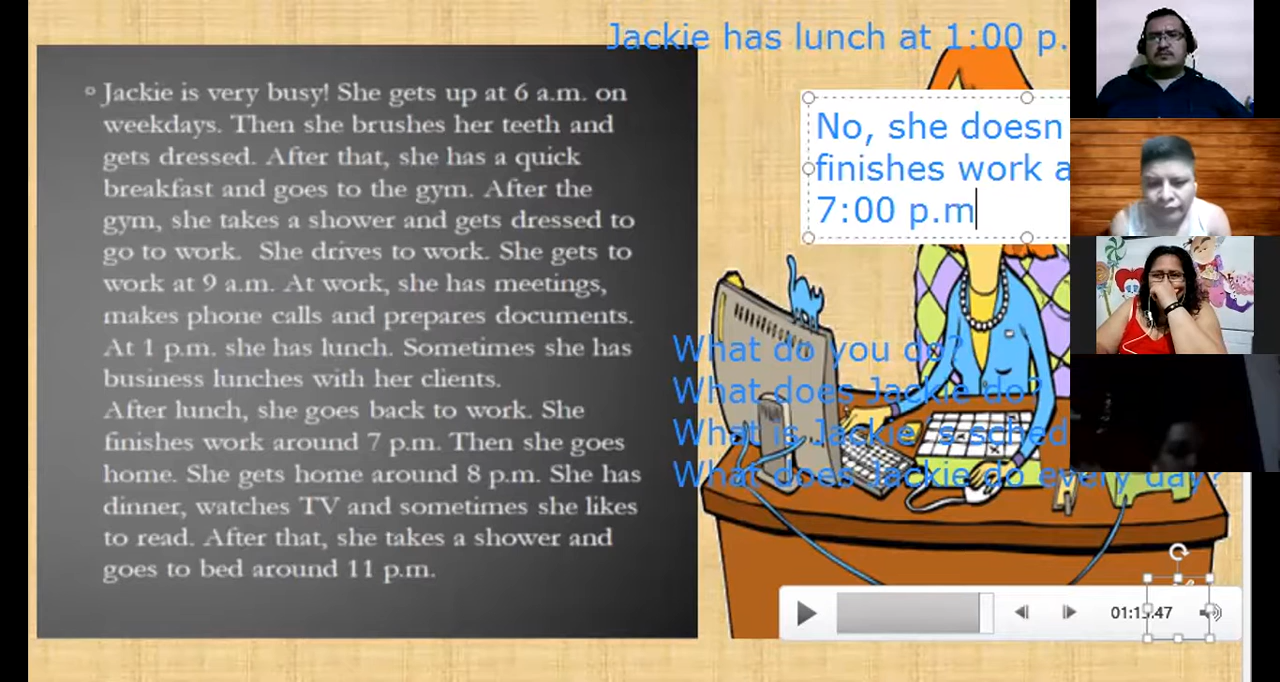 Jackie has lunch at 1:00 p.
Jackie is very busy! She gets up at 6 a.m. on
weekdays. Then she brushes her teeth and
gets dressed. After that, she has a quick
breakfast and goes to the gym. After the
gym, she takes a shower and gets dressed to
go to work. She drives to work. She gets to
work at 9 a.m. At work, she has meetings,
makes phone calls and prepares documents.
At 1 p.m. she has lunch. Sometimes she has
business lunches with her clients.
After lunch, she goes back to work. She
finishes work around 7 p.m. Then she goes
home. She gets home around 8 p.m. She has
dinner, watches TV and sometimes she likes
to read. After that, she takes a shower and
goes to bed around 11 p.m.
No, she doesn
finishes work a
7:00 p.m
What do you do?
What does Jackie do?
What is Jackie 's sched
What does Jackie do every day?